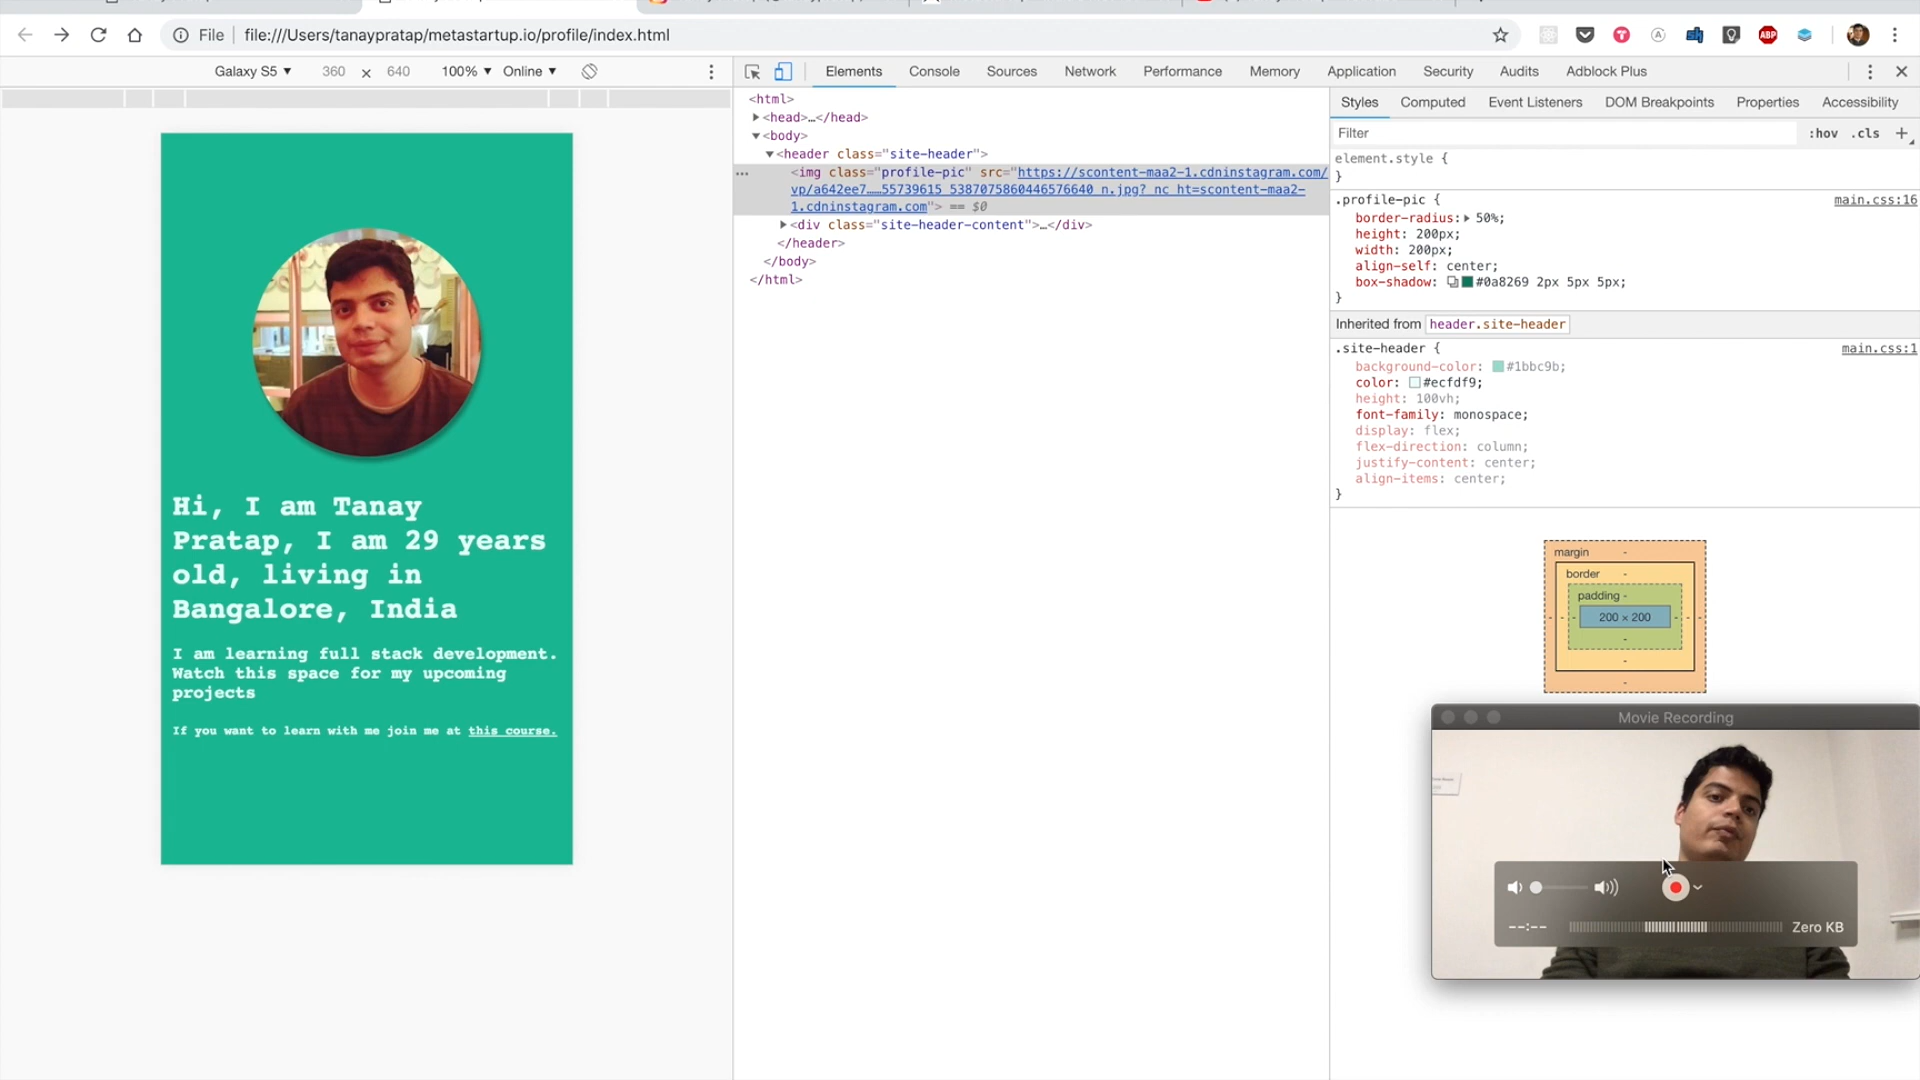 File
file:///Users/tanaypratap/metastartup.io/profile/index.html
ABP
Galaxy S5 ▼ 360 x 640 100% ▼ Online ▼
Elements Console Sources Network Performance Memory Application Security Audits Adblock Plus
<html>
<head>…</head>
<body>
<header class="site-header">
<img class="profile-pic" src="https://scontent-maa2-1.cdninstagram.com/
vp/a642ee7……55739615_5387075860446576640_n.jpg?_nc_ht=scontent-maa2-
1.cdninstagram.com"> == $0
<div class="site-header-content">…</div>
</header>
</body>
</html>
Styles Computed Event Listeners DOM Breakpoints Properties Accessibility
Filter :hov .cls +
element.style {
}
.profile-pic { main.css:16
border-radius: 50%;
height: 200px;
width: 200px;
align-self: center;
box-shadow: #0a8269 2px 5px 5px;
}
Inherited from header.site-header
.site-header { main.css:1
background-color: #1bbc9b;
color: #ecfdf9;
height: 100vh;
font-family: monospace;
display: flex;
flex-direction: column;
justify-content: center;
align-items: center;
}
margin -
border -
padding -
200 × 200
Hi, I am Tanay
Pratap, I am 29 years
old, living in
Bangalore, India
I am learning full stack development.
Watch this space for my upcoming
projects
If you want to learn with me join me at this course.
Movie Recording
--:-- Zero KB